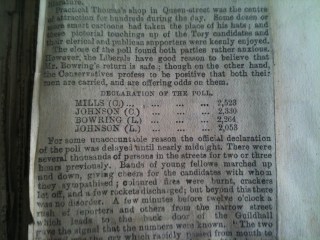 Practical Thomas's shop in Queen-street was the centre
of attraction for hundreds during the day. Some dozen or
more smart cartoons had taken the place of his hats; and
these pictorial touchings up of the Tory candidates and
their clerical and publican supporters were keenly enjoyed.
The close of the poll found both parties rather anxious.
However, the Liberals have good reason to believe that
Mr. Bowring's return is safe; though on the other hand,
the Conservatives profess to be positive that both their
men are carried, and are offering odds on them.
DECLARATION OF THE POLL.
MILLS (C.) ... ... ... ... 2,523
JOHNSON (C.) ... ... ... 2,330
BOWRING (L.) ... ... ... 2,264
JOHNSON (L.) ... ... ... 2,053
For some unaccountable reason the official declaration
of the poll was delayed until nearly midnight. There were
several thousands of persons in the streets for two or three
hours previously. Bands of young fellows marched up
and down, giving cheers for the candidates with whom
they sympathised; coloured fires were burnt, crackers
let off, and a few rockets discharged; but beyond this there
was no disorder. A few minutes before twelve o'clock a
rush of reporters and others from the narrow street
which leads to the back door of the Guildhall
gave the signal that the numbers were known. "The two